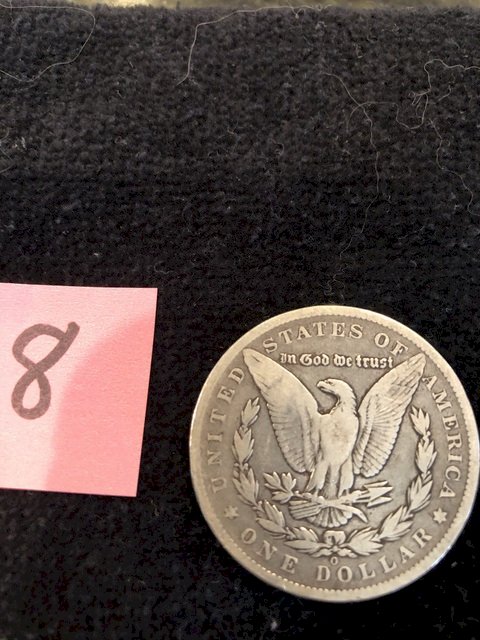 8
UNITED STATES OF AMERICA
In God we trust
ONE DOLLAR
O